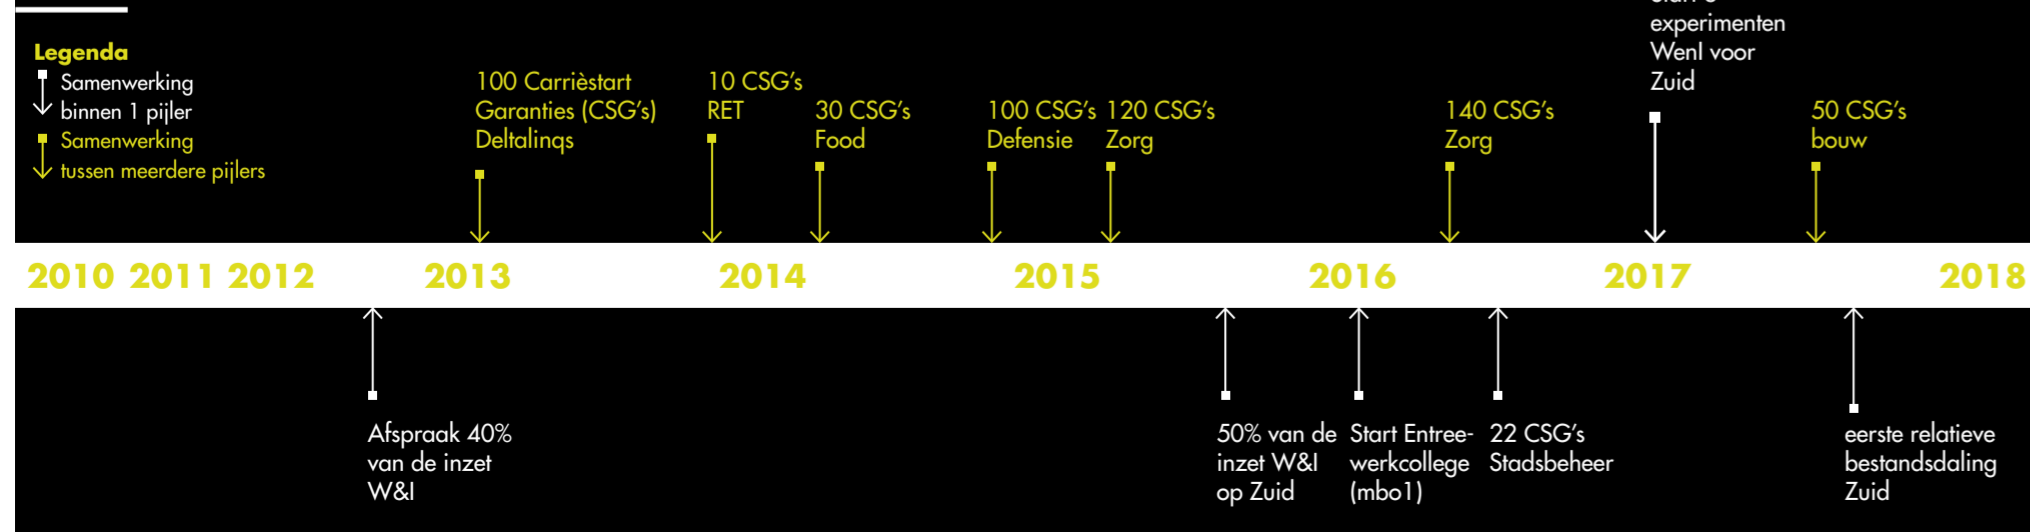 experimenten
WenI voor
Zuid
Legenda
Samenwerking
binnen 1 pijler
Samenwerking
tussen meerdere pijlers
100 Carrièstart
Garanties (CSG's)
Deltalinqs
10 CSG's
RET
30 CSG's
Food
100 CSG's
Defensie
120 CSG's
Zorg
140 CSG's
Zorg
50 CSG's
bouw
2010 2011 2012 2013 2014 2015 2016 2017 2018
Afspraak 40%
van de inzet
W&I
50% van de
inzet W&I
op Zuid
Start Entree-
werkcollege
(mbo1)
22 CSG's
Stadsbeheer
eerste relatieve
bestandsdaling
Zuid